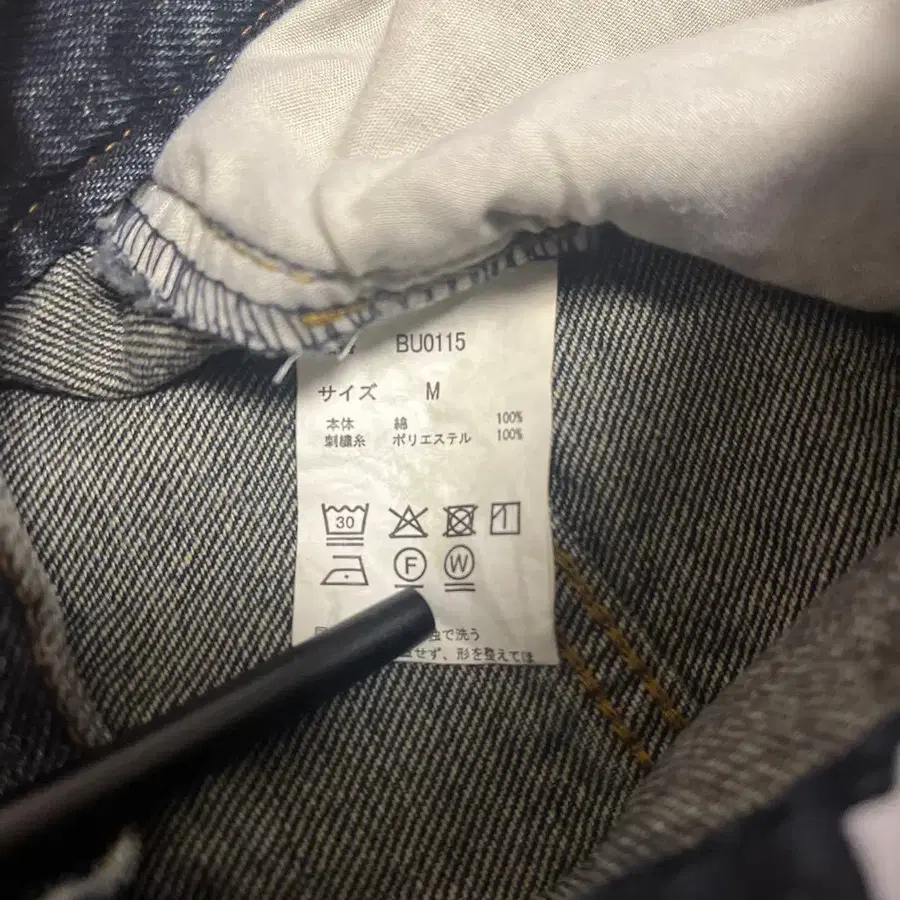 BU0115
サイズ M
本体 綿 100%
刺繍糸 ポリエステル 100%
30
F W
で洗う
せず、形を整えてほ